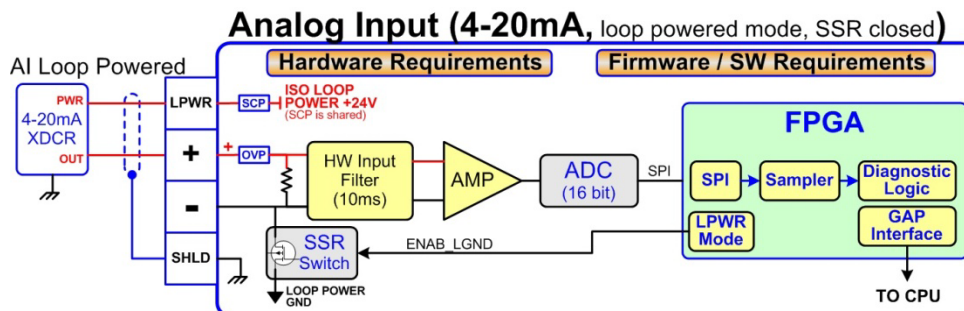 Analog Input (4-20mA, loop powered mode, SSR closed)
Hardware Requirements
Firmware / SW Requirements
AI Loop Powered
PWR
4-20mA
XDCR
OUT
LPWR
+
-
SHLD
SCP
ISO LOOP
POWER +24V
(SCP is shared)
+
OVP
HW Input
Filter
(10ms)
AMP
ADC
(16 bit)
SPI
FPGA
SPI
Sampler
Diagnostic
Logic
LPWR
Mode
GAP
Interface
SSR
Switch
ENAB_LGND
LOOP POWER
GND
TO CPU